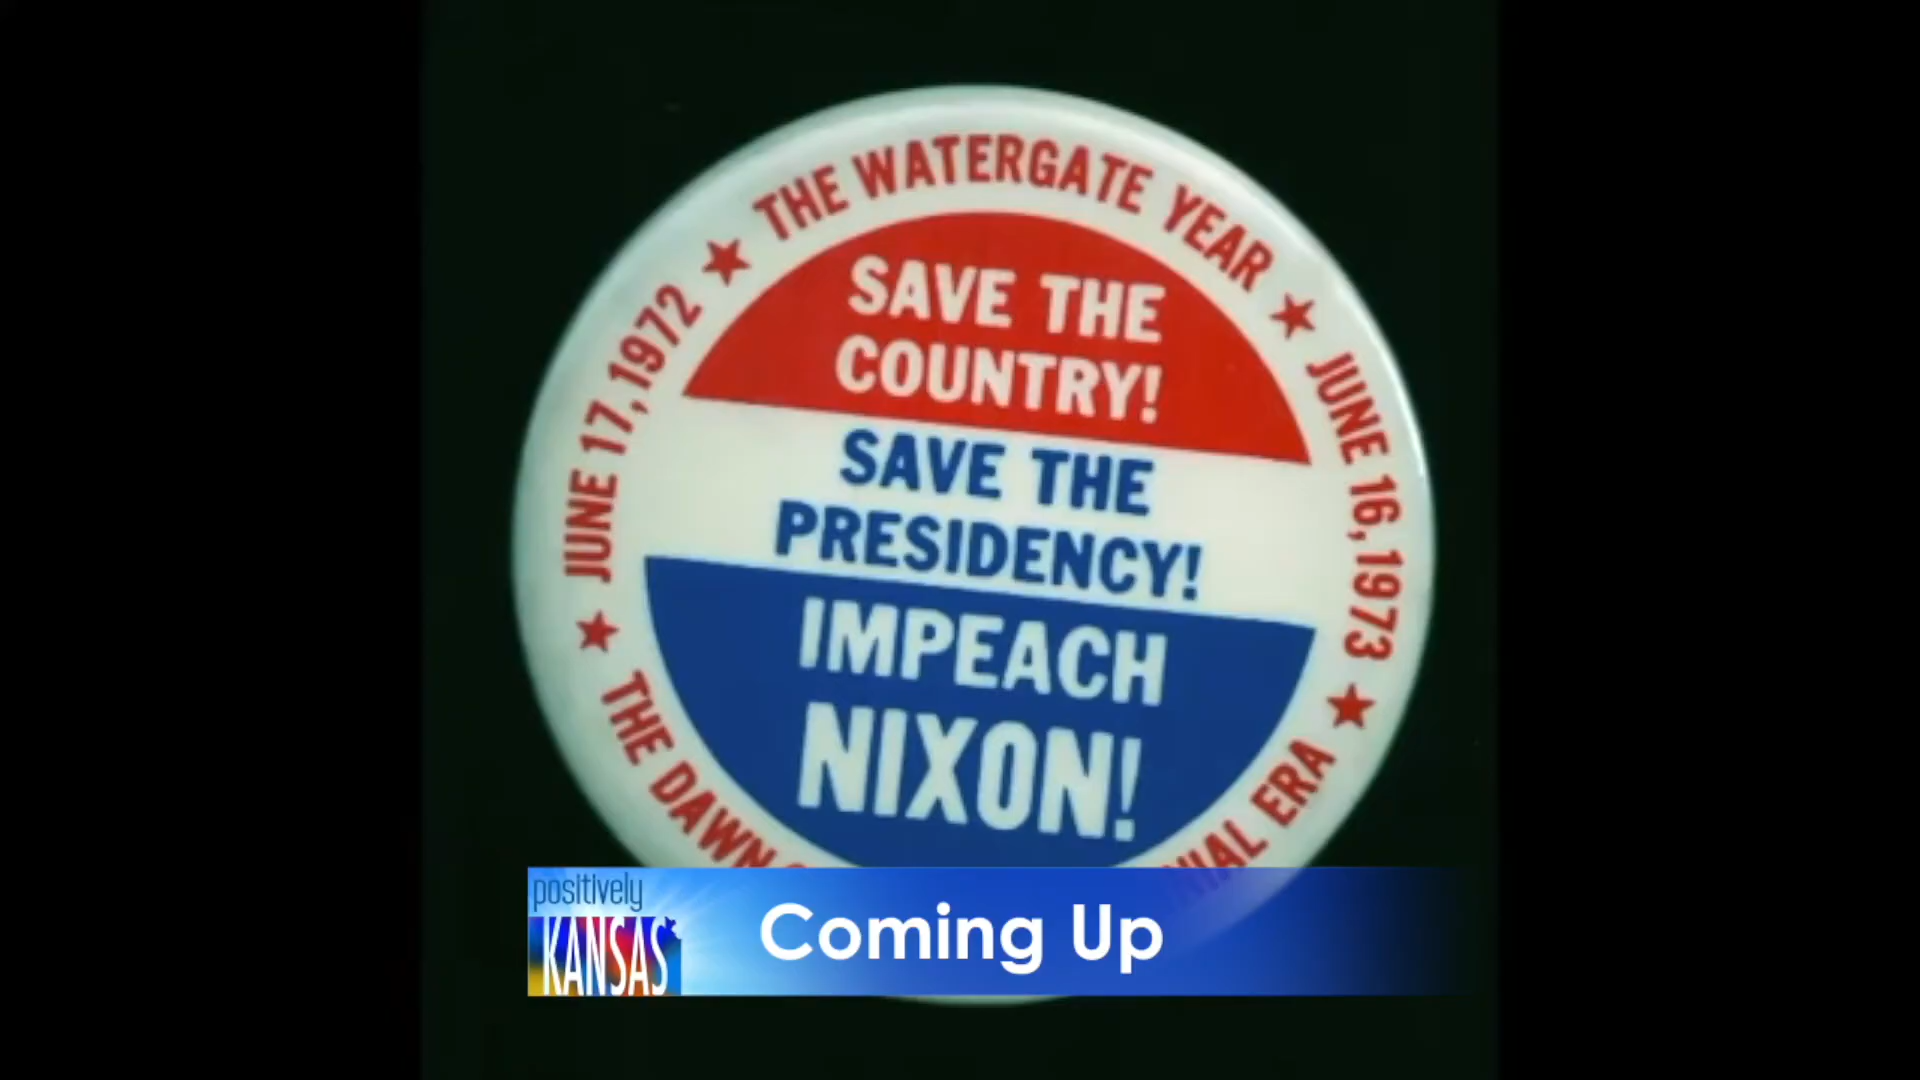 THE WATERGATE YEAR
JUNE 17, 1972
JUNE 16, 1973
SAVE THE
COUNTRY!
SAVE THE
PRESIDENCY!
IMPEACH
NIXON!
THE DAWN
ERA
positively
KANSAS
Coming Up